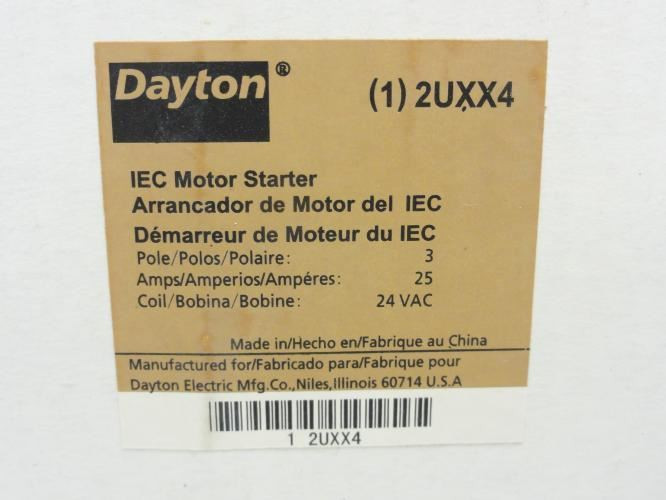 Dayton®
(1) 2UXX4
IEC Motor Starter
Arrancador de Motor del IEC
Démarreur de Moteur du IEC
Pole/Polos/Polaire: 3
Amps/Amperios/Ampéres: 25
Coil/Bobina/Bobine: 24 VAC
Made in/Hecho en/Fabrique au China
Manufactured for/Fabricado para/Fabrique pour
Dayton Electric Mfg.Co.,Niles,Illinois 60714 U.S.A
1 2UXX4